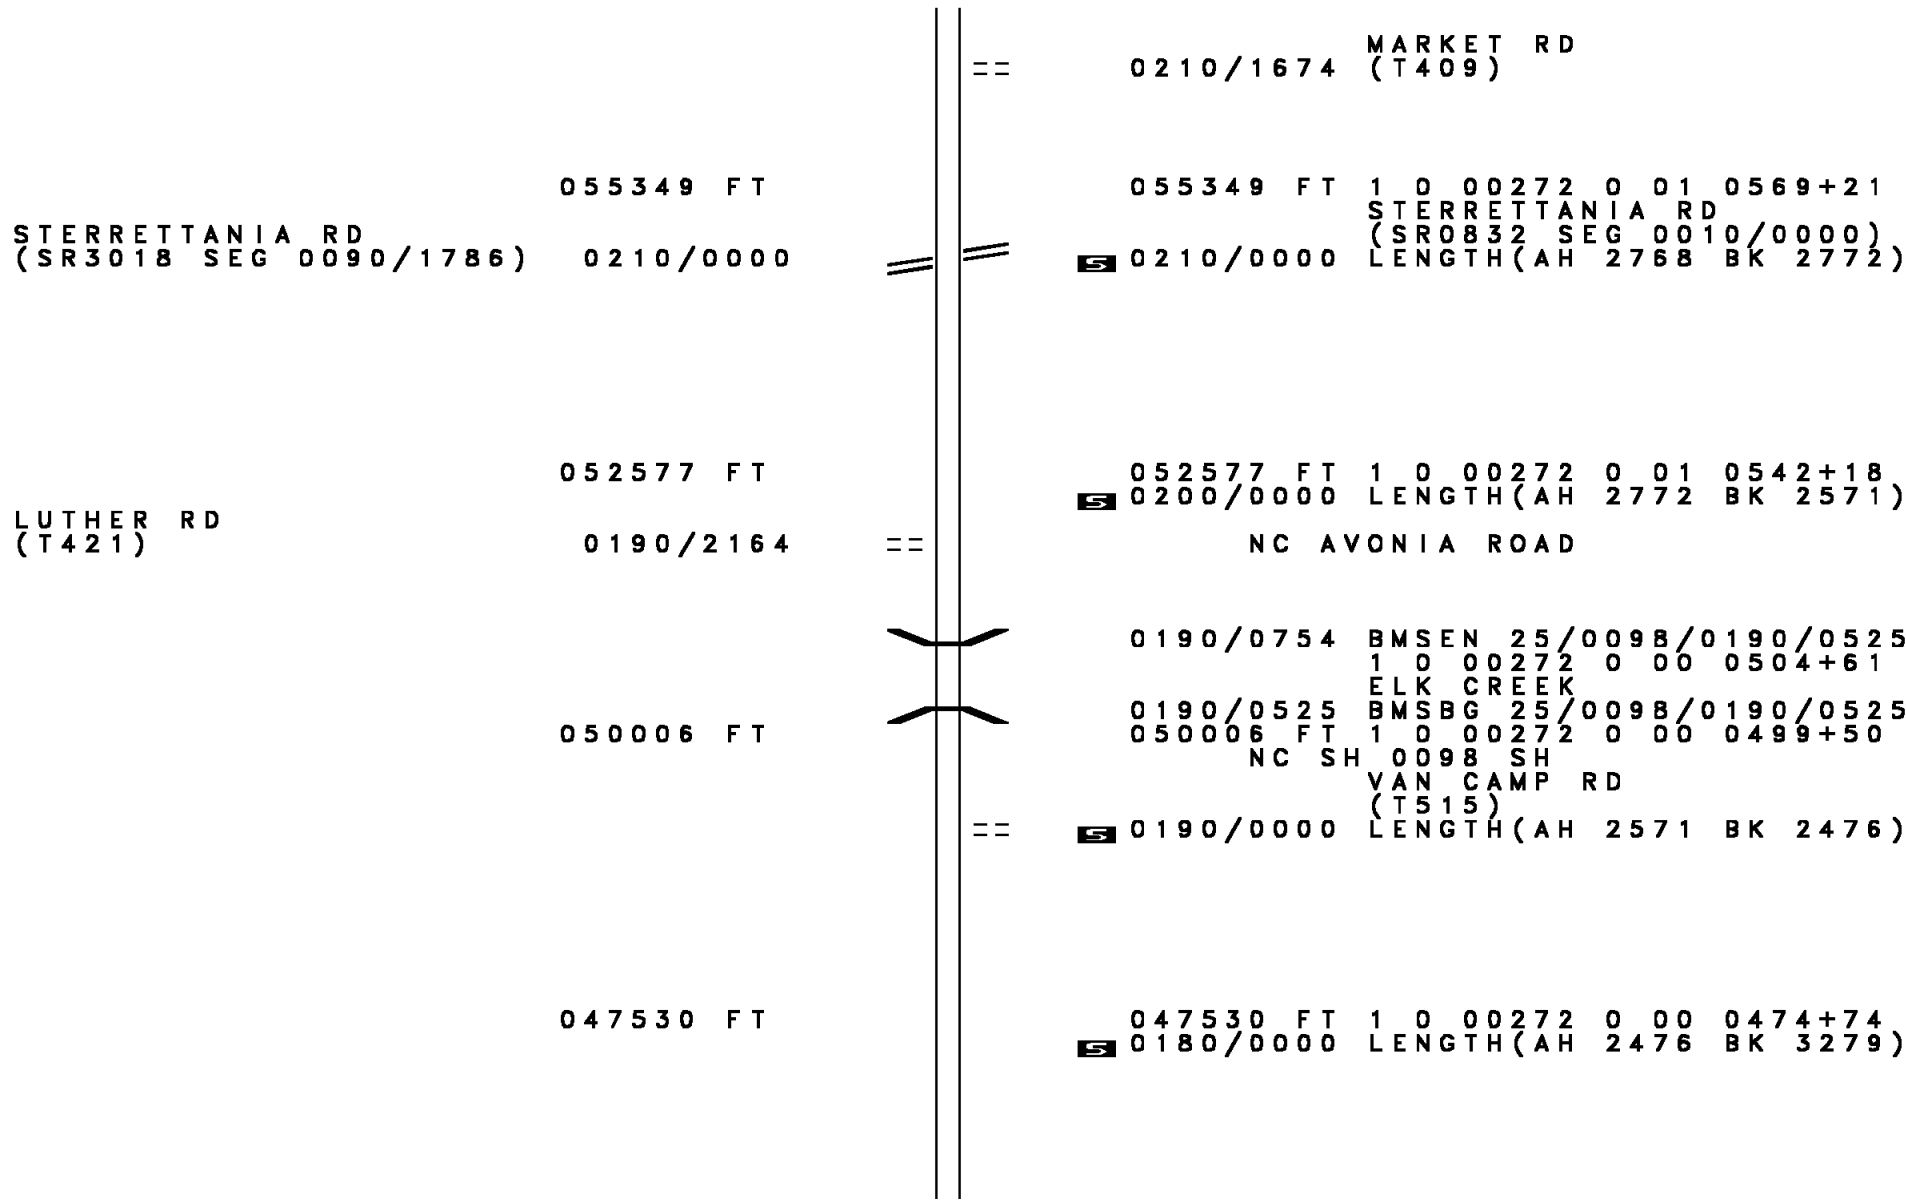 MARKET RD
== 0210/1674 (T409)
055349 FT 055349 FT 1 0 00272 0 01 0569+21
STERRETTANIA RD
STERRETTANIA RD (SR0832 SEG 0010/0000)
(SR3018 SEG 0090/1786) 0210/0000 S 0210/0000 LENGTH(AH 2768 BK 2772)
052577 FT 052577 FT 1 0 00272 0 01 0542+18
S 0200/0000 LENGTH(AH 2772 BK 2571)
LUTHER RD
(T421) 0190/2164 == NC AVONIA ROAD
0190/0754 BMSEN 25/0098/0190/0525
1 0 00272 0 00 0504+61
ELK CREEK
0190/0525 BMSBG 25/0098/0190/0525
050006 FT 050006 FT 1 0 00272 0 00 0499+50
NC SH 0098 SH
VAN CAMP RD
(T515)
== S 0190/0000 LENGTH(AH 2571 BK 2476)
047530 FT 047530 FT 1 0 00272 0 00 0474+74
S 0180/0000 LENGTH(AH 2476 BK 3279)